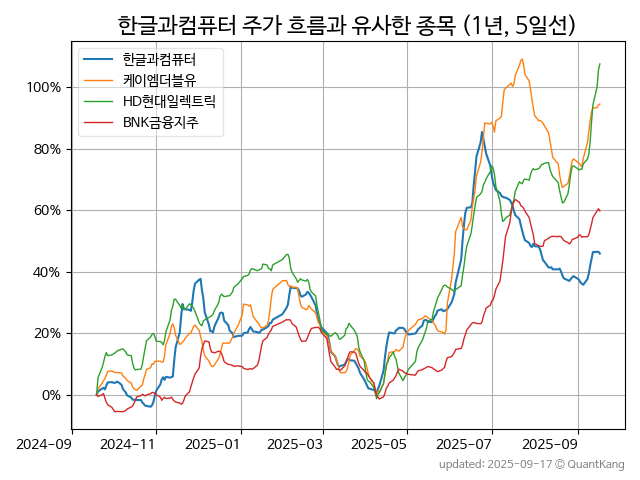 한글과컴퓨터 주가 흐름과 유사한 종목 (1년, 5일선)
한글과컴퓨터
케이엠더블유
HD현대일렉트릭
BNK금융지주
100%
80%
60%
40%
20%
0%
2024-09 2024-11 2025-01 2025-03 2025-05 2025-07 2025-09
updated: 2025-09-17 © QuantKang